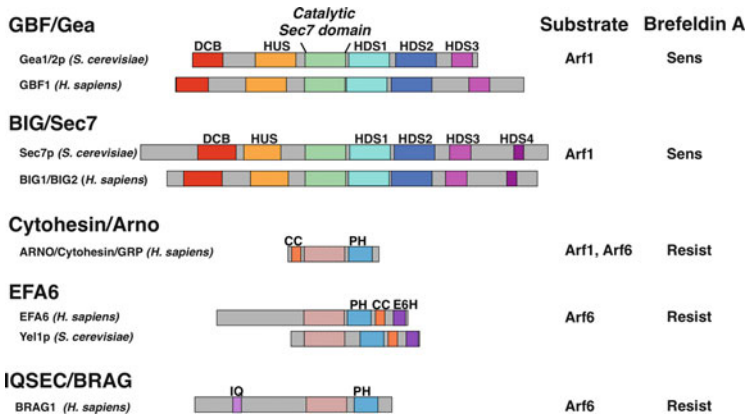 GBF/Gea Catalytic Sec7 domain Substrate Brefeldin A
DCB HUS HDS1 HDS2 HDS3
Gea1/2p (S. cerevisiae) Arf1 Sens
GBF1 (H. sapiens)
BIG/Sec7
DCB HUS HDS1 HDS2 HDS3 HDS4
Sec7p (S. cerevisiae) Arf1 Sens
BIG1/BIG2 (H. sapiens)
Cytohesin/Arno
CC PH
ARNO/Cytohesin/GRP (H. sapiens) Arf1, Arf6 Resist
EFA6
PH CC E6H
EFA6 (H. sapiens) Arf6 Resist
Yel1p (S. cerevisiae)
IQSEC/BRAG
IQ PH
BRAG1 (H. sapiens) Arf6 Resist